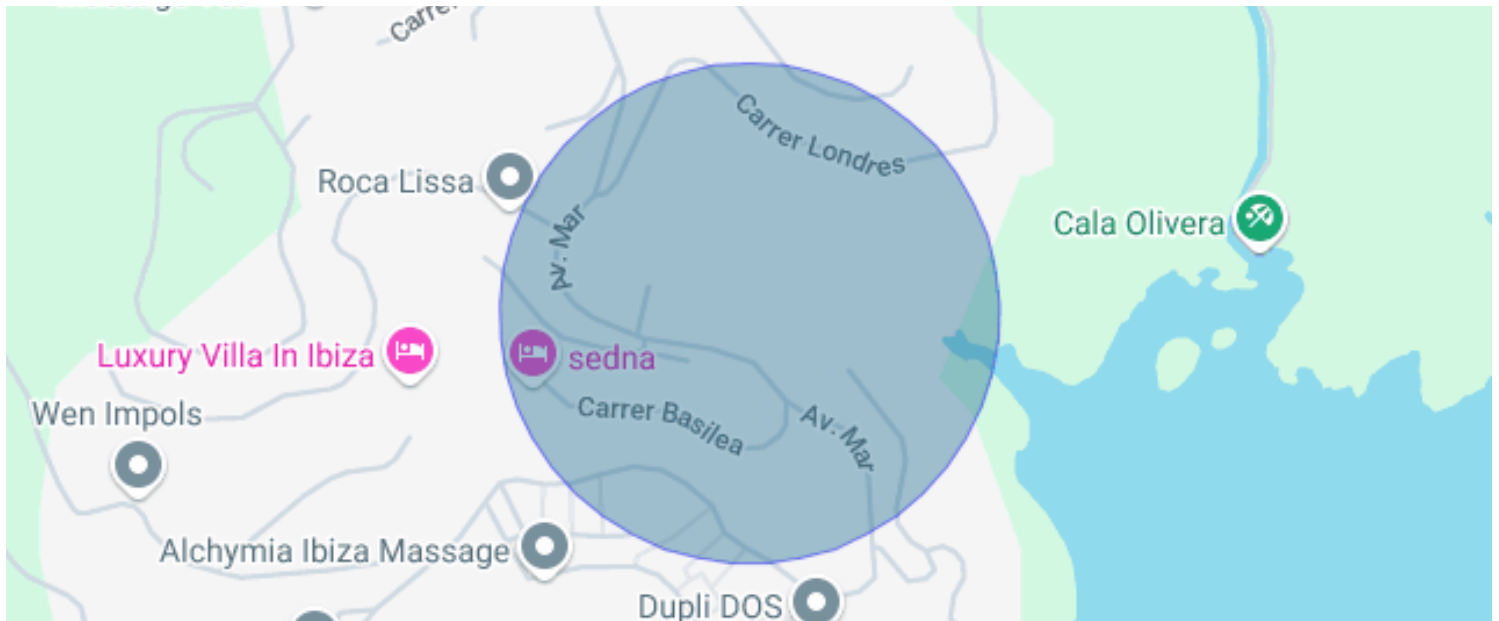 Carrer
Carrer Londres
Roca Lissa
Av. Mar
Cala Olivera
Luxury Villa In Ibiza
sedna
Wen Impols
Carrer Basilea
Av. Mar
Alchymia Ibiza Massage
Dupli DOS